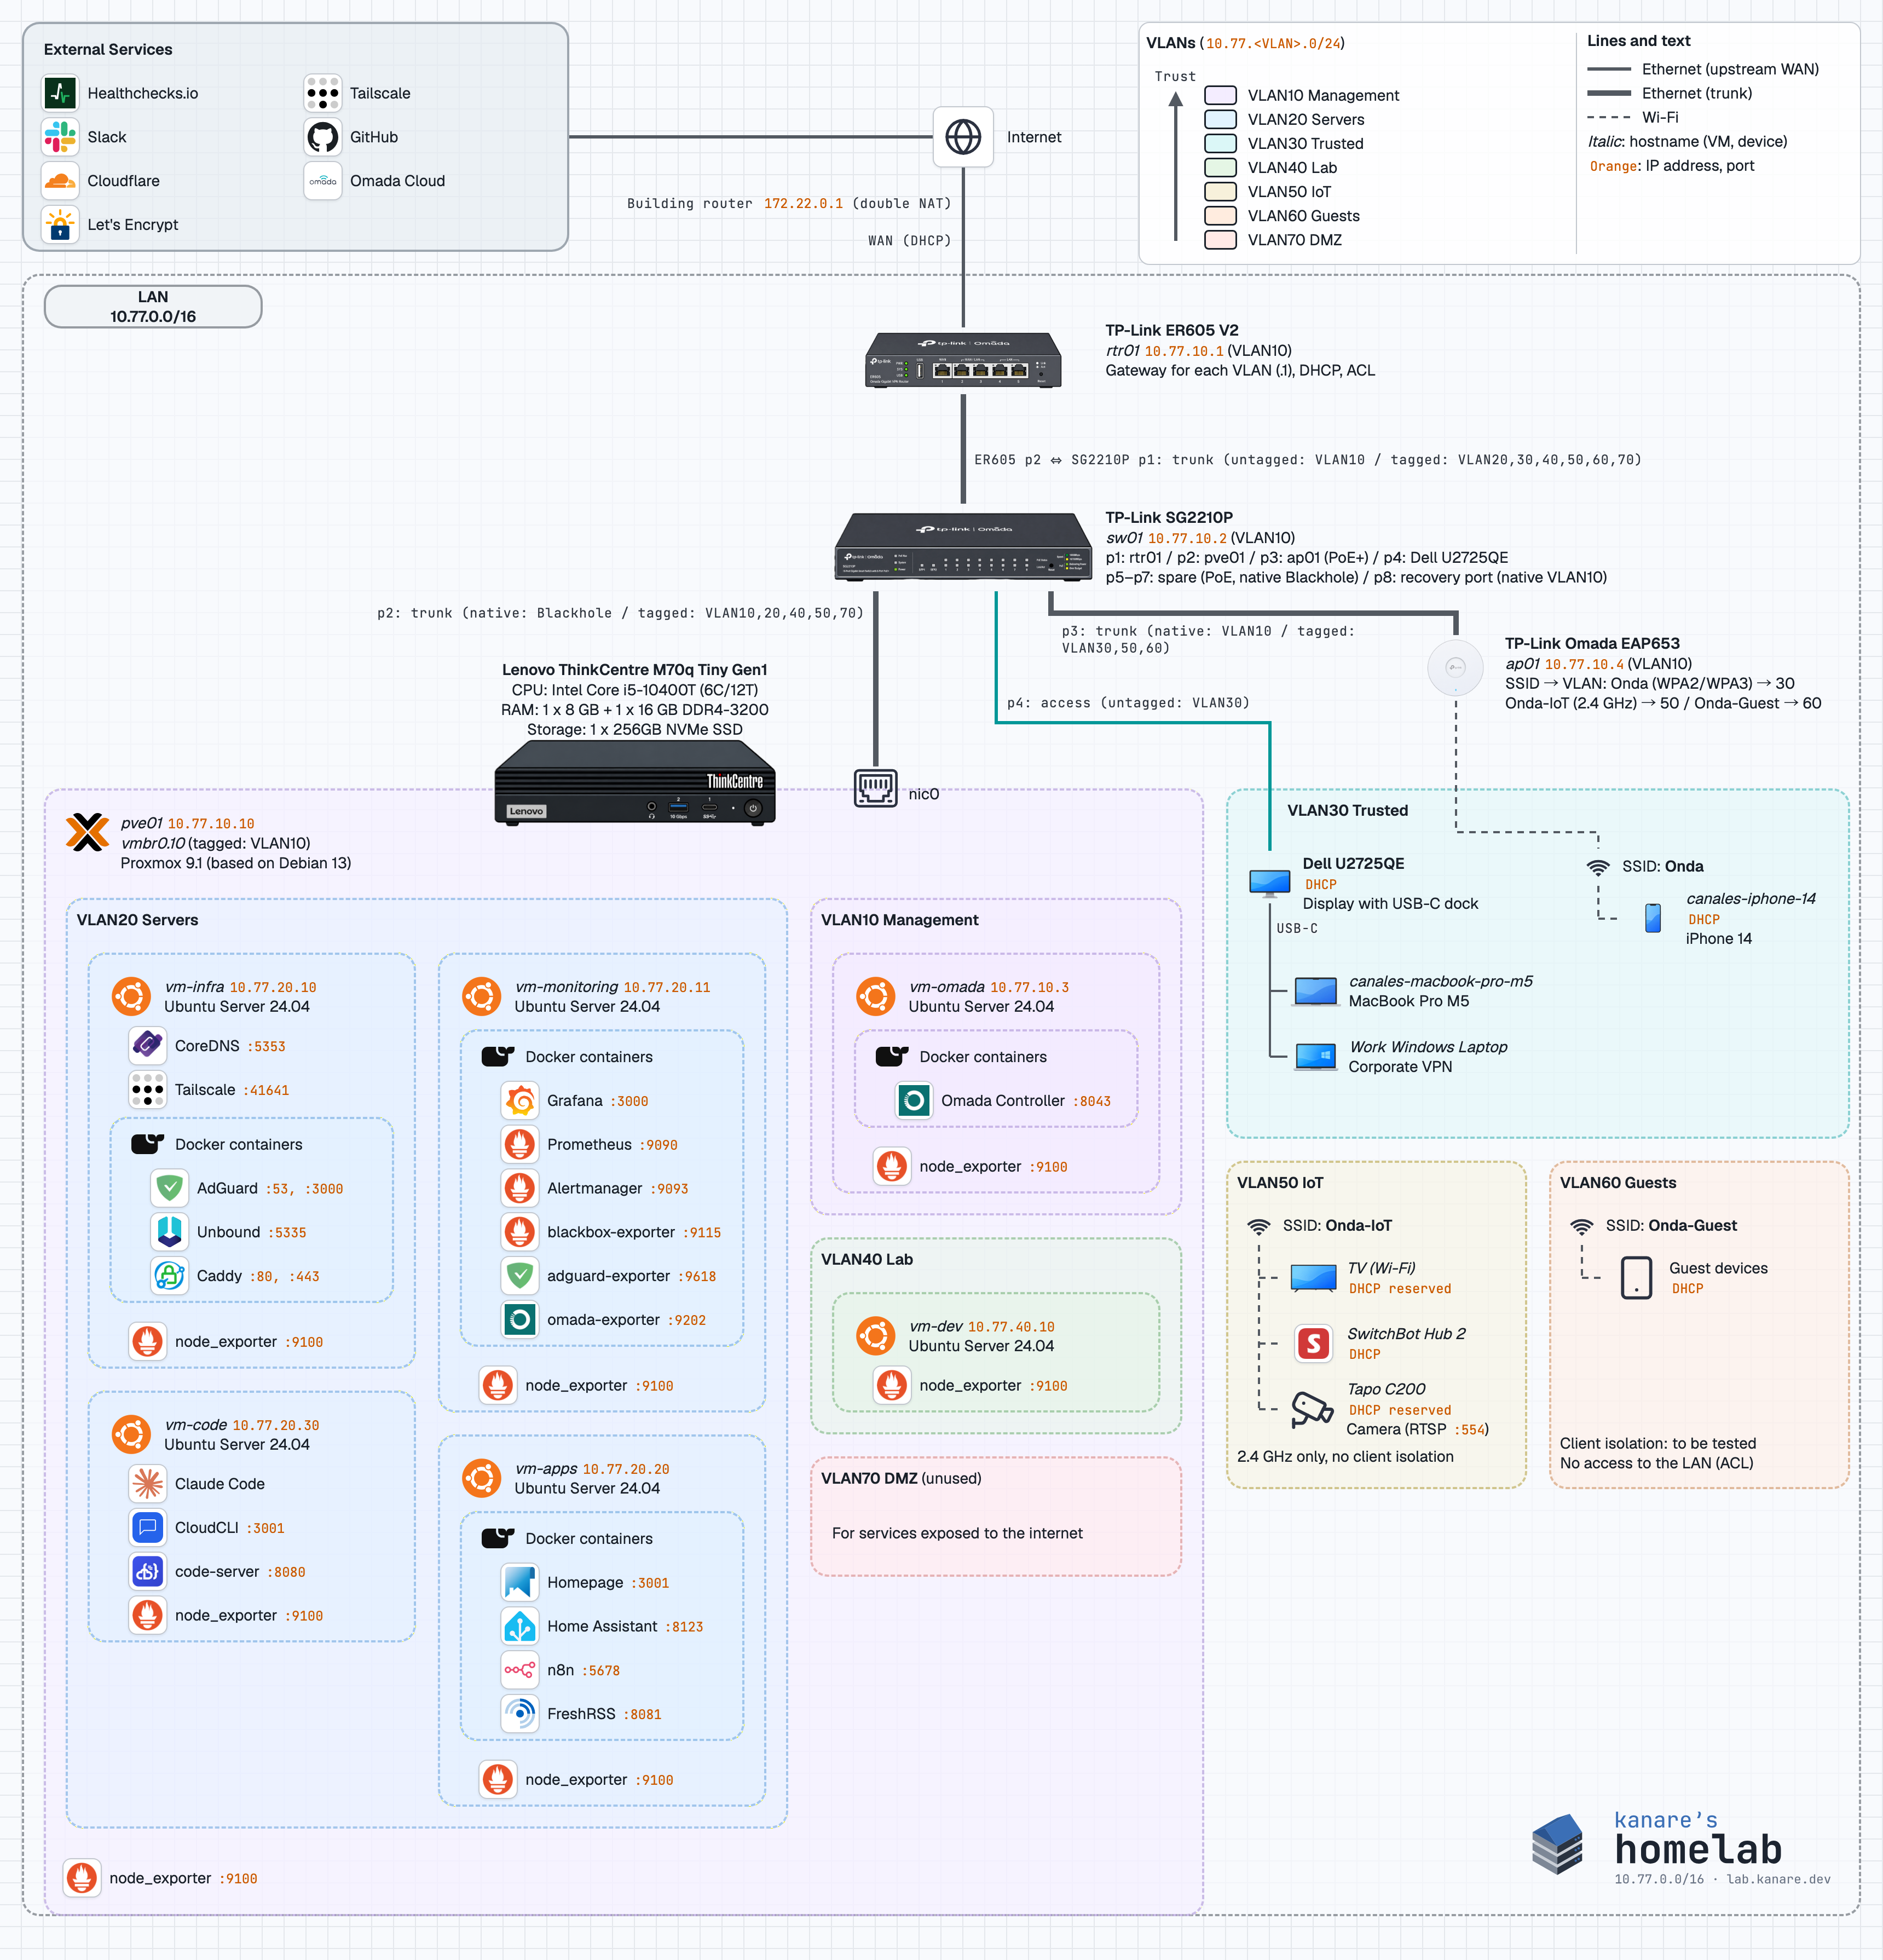 External Services
Healthchecks.io
Slack
Cloudflare
Let's Encrypt
Tailscale
GitHub
Omada Cloud
Internet
Building router 172.22.0.1 (double NAT)
WAN (DHCP)
VLANs (10.77.<VLAN>.0/24)
Trust
VLAN10 Management
VLAN20 Servers
VLAN30 Trusted
VLAN40 Lab
VLAN50 IoT
VLAN60 Guests
VLAN70 DMZ
Lines and text
Ethernet (upstream WAN)
Ethernet (trunk)
Wi-Fi
Italic: hostname (VM, device)
Orange: IP address, port
LAN
10.77.0.0/16
tp-link | Omada
TP-Link ER605 V2
rtr01 10.77.10.1 (VLAN10)
Gateway for each VLAN (.1), DHCP, ACL
ER605 p2 ⇔ SG2210P p1: trunk (untagged: VLAN10 / tagged: VLAN20,30,40,50,60,70)
tp-link | Omada
TP-Link SG2210P
sw01 10.77.10.2 (VLAN10)
p1: rtr01 / p2: pve01 / p3: ap01 (PoE+) / p4: Dell U2725QE
p5–p7: spare (PoE, native Blackhole) / p8: recovery port (native VLAN10)
p2: trunk (native: Blackhole / tagged: VLAN10,20,40,50,70)
p3: trunk (native: VLAN10 / tagged:
VLAN30,50,60)
p4: access (untagged: VLAN30)
TP-Link Omada EAP653
ap01 10.77.10.4 (VLAN10)
SSID → VLAN: Onda (WPA2/WPA3) → 30
Onda-IoT (2.4 GHz) → 50 / Onda-Guest → 60
Lenovo ThinkCentre M70q Tiny Gen1
CPU: Intel Core i5-10400T (6C/12T)
RAM: 1 x 8 GB + 1 x 16 GB DDR4-3200
Storage: 1 x 256GB NVMe SSD
ThinkCentre
Lenovo
nic0
pve01 10.77.10.10
vmbr0.10 (tagged: VLAN10)
Proxmox 9.1 (based on Debian 13)
VLAN20 Servers
vm-infra 10.77.20.10
Ubuntu Server 24.04
CoreDNS :5353
Tailscale :41641
Docker containers
AdGuard :53, :3000
Unbound :5335
Caddy :80, :443
node_exporter :9100
vm-code 10.77.20.30
Ubuntu Server 24.04
Claude Code
CloudCLI :3001
code-server :8080
node_exporter :9100
vm-monitoring 10.77.20.11
Ubuntu Server 24.04
Docker containers
Grafana :3000
Prometheus :9090
Alertmanager :9093
blackbox-exporter :9115
adguard-exporter :9618
omada-exporter :9202
node_exporter :9100
vm-apps 10.77.20.20
Ubuntu Server 24.04
Docker containers
Homepage :3001
Home Assistant :8123
n8n :5678
FreshRSS :8081
node_exporter :9100
VLAN10 Management
vm-omada 10.77.10.3
Ubuntu Server 24.04
Docker containers
Omada Controller :8043
node_exporter :9100
VLAN40 Lab
vm-dev 10.77.40.10
Ubuntu Server 24.04
node_exporter :9100
VLAN70 DMZ (unused)
For services exposed to the internet
node_exporter :9100
VLAN30 Trusted
Dell U2725QE
DHCP
Display with USB-C dock
USB-C
canales-macbook-pro-m5
MacBook Pro M5
Work Windows Laptop
Corporate VPN
SSID: Onda
canales-iphone-14
DHCP
iPhone 14
VLAN50 IoT
SSID: Onda-IoT
TV (Wi-Fi)
DHCP reserved
SwitchBot Hub 2
DHCP
Tapo C200
DHCP reserved
Camera (RTSP :554)
2.4 GHz only, no client isolation
VLAN60 Guests
SSID: Onda-Guest
Guest devices
DHCP
Client isolation: to be tested
No access to the LAN (ACL)
kanare's
homelab
10.77.0.0/16 · lab.kanare.dev